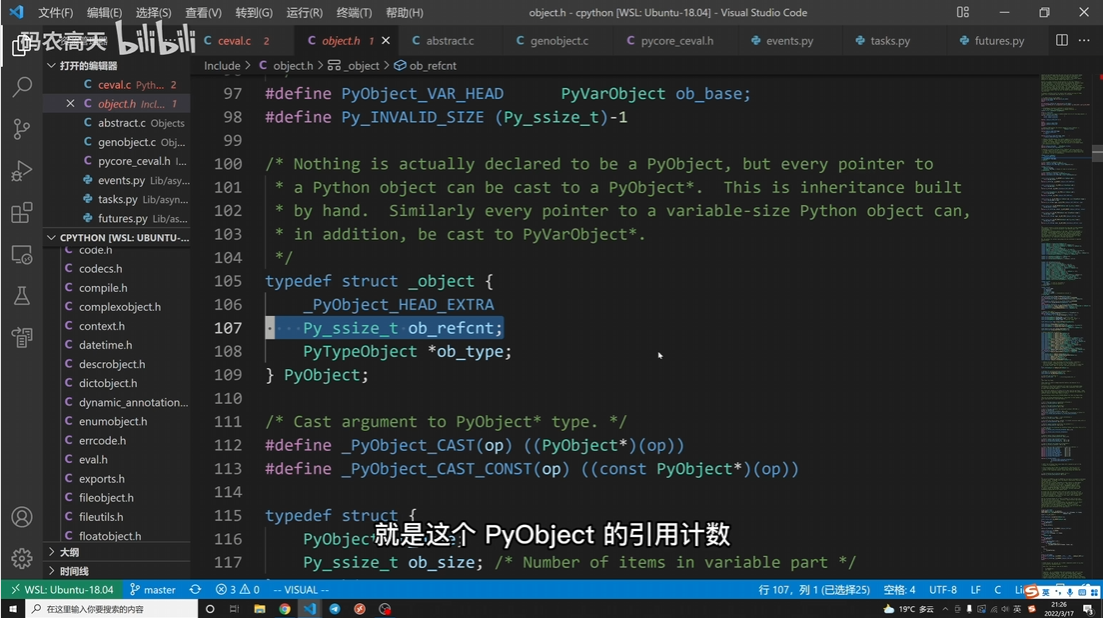 文件(F) 编辑(E) 选择(S) 查看(V) 转到(G) 运行(R) 终端(T) 帮助(H) object.h - cpython [WSL: Ubuntu-18.04] - Visual Studio Code
码农高天 bilibili
ceval.c 2 object.h 1 abstract.c genobject.c pycore_ceval.h events.py tasks.py futures.py
打开的编辑器
ceval.c Pyth... 2
object.h Incl... 1
abstract.c Objects
genobject.c Obj...
pycore_ceval.h I...
events.py Lib/asy...
tasks.py Lib/asyn...
futures.py Lib/as...
CPYTHON [WSL: UBUNTU-...
code.h
codecs.h
compile.h
complexobject.h
context.h
datetime.h
descrobject.h
dictobject.h
dynamic_annotation...
enumobject.h
errcode.h
eval.h
exports.h
fileobject.h
fileutils.h
floatobject.h
大纲
时间线
Include > object.h > _object > ob_refcnt
97 #define PyObject_VAR_HEAD PyVarObject ob_base;
98 #define Py_INVALID_SIZE (Py_ssize_t)-1
99
100 /* Nothing is actually declared to be a PyObject, but every pointer to
101 * a Python object can be cast to a PyObject*. This is inheritance built
102 * by hand. Similarly every pointer to a variable-size Python object can,
103 * in addition, be cast to PyVarObject*.
104 */
105 typedef struct _object {
106 _PyObject_HEAD_EXTRA
107 Py_ssize_t ob_refcnt;
108 PyTypeObject *ob_type;
109 } PyObject;
110
111 /* Cast argument to PyObject* type. */
112 #define _PyObject_CAST(op) ((PyObject*)(op))
113 #define _PyObject_CAST_CONST(op) ((const PyObject*)(op))
114
115 typedef struct {
116 PyObject
117 Py_ssize_t ob_size; /* Number of items in variable part */
就是这个 PyObject 的引用计数
WSL: Ubuntu-18.04 master 3 0 -- VISUAL -- 行 107，列 1 (已选择25) 空格: 4 UTF-8 LF C
在这里输入你要搜索的内容 19°C 多云 英 21:26
2022/3/17